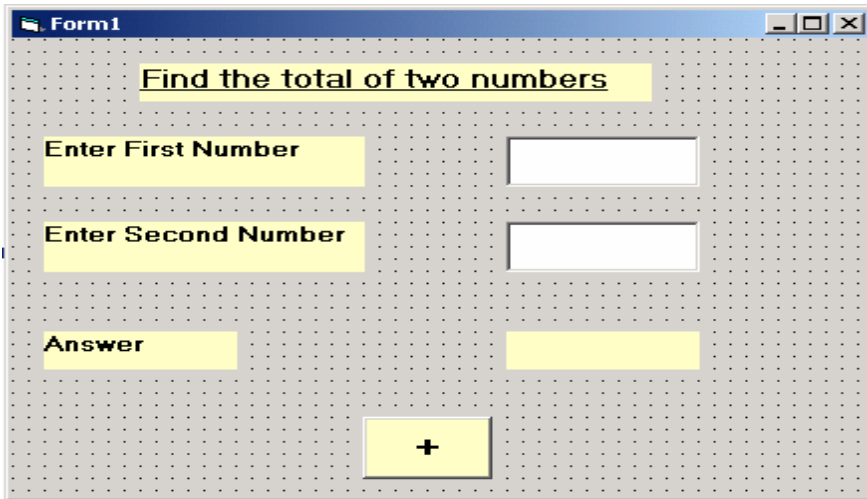 Form1
Find the total of two numbers
Enter First Number
Enter Second Number
Answer
+